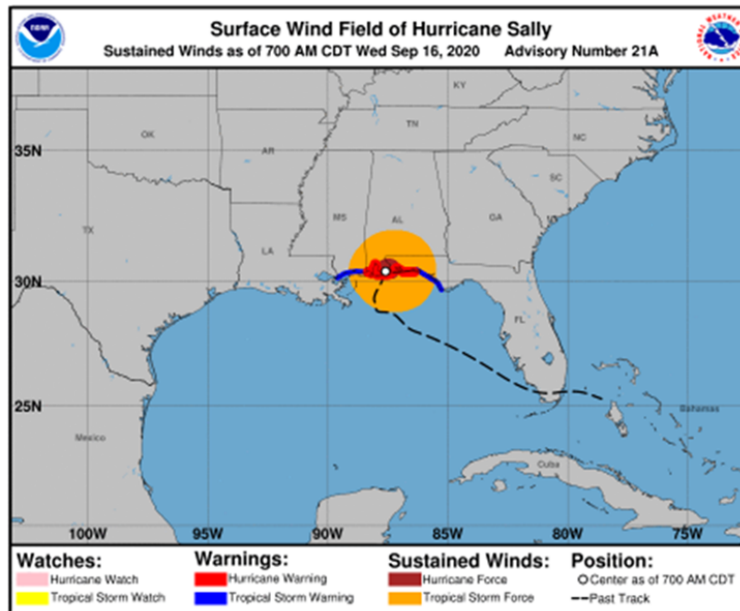 Surface Wind Field of Hurricane Sally
Sustained Winds as of 700 AM CDT Wed Sep 16, 2020 Advisory Number 21A
NOAA
KY
OK
TN
NC
35N
AR
SC
MS
AL
GA
TX
LA
30N
FL
25N
Bahamas
Mexico
Cuba
100W
95W
90W
85W
80W
75W
Watches:
Hurricane Watch
Tropical Storm Watch
Warnings:
Hurricane Warning
Tropical Storm Warning
Sustained Winds:
Hurricane Force
Tropical Storm Force
Position:
Center as of 700 AM CDT
Past Track